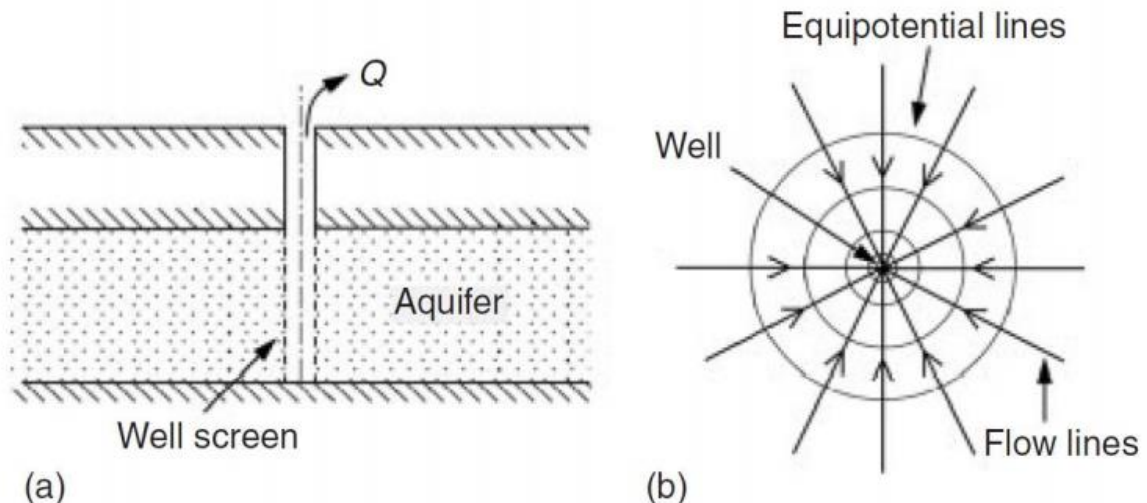 Q
Aquifer
Well screen
(a)
Equipotential lines
Well
Flow lines
(b)